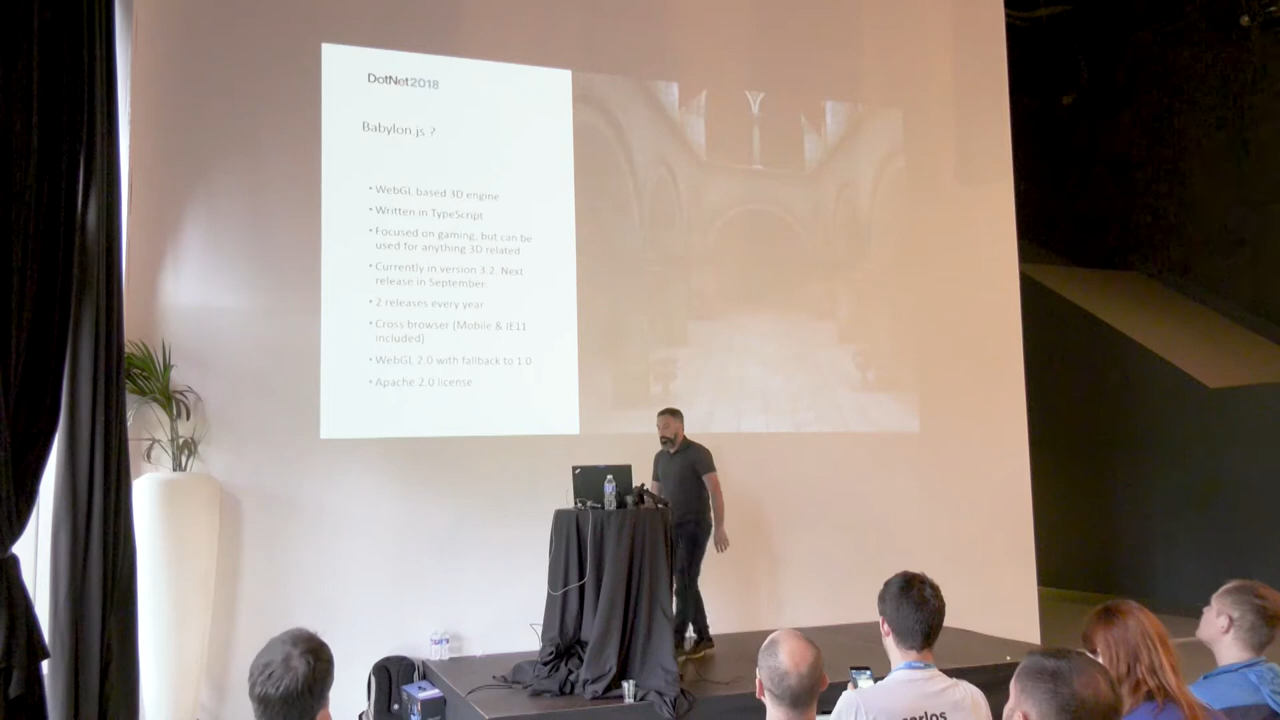 DotNet2018
Babylon.js ?
• WebGL based 3D engine
• Written in TypeScript
• Focused on gaming, but can be
used for anything 3D related
• Currently in version 3.2. Next
release in September
• 2 releases every year
• Cross browser (Mobile & IE11
included)
• WebGL 2.0 with fallback to 1.0
• Apache 2.0 license
carlos